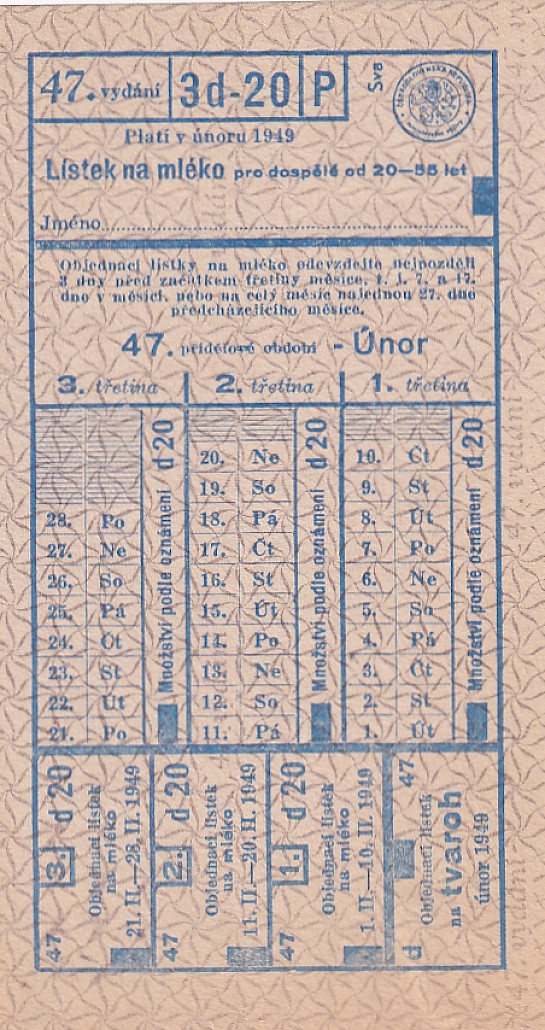 47. vydání 3d-20 P Sva
Platí v únoru 1949
Lístek na mléko pro dospělé od 20—55 let
Jméno
Objednací lístky na mléko odevzdejte nejpozději
3 dny před začátkem třetiny měsíce, t. j. 7. a 17.
dne v měsíci, nebo na celý měsíc najednou 27. dne
předcházejícího měsíce.
47. přídělové období - Únor
3. třetina 2. třetina 1. třetina
20. Ne 10. Čt
19. So 9. St
28. Po 18. Pá 8. Út
27. Ne 17. Čt 7. Po
26. So 16. St 6. Ne
25. Pá 15. Út 5. So
24. Čt 14. Po 4. Pá
23. St 13. Ne 3. Čt
22. Út 12. So 2. St
21. Po 11. Pá 1. Út
Množství podle oznámení d 20
Množství podle oznámení d 20
Množství podle oznámení d 20
47 3. d 20
Objednací lístek
na mléko
21. II.—28. II. 1949
47 2. d 20
Objednací lístek
na mléko
11. II.—20. II. 1949
47 1. d 20
Objednací lístek
na mléko
1. II.—10. II. 1949
d 47
Objednací lístek
na tvaroh
únor 1949